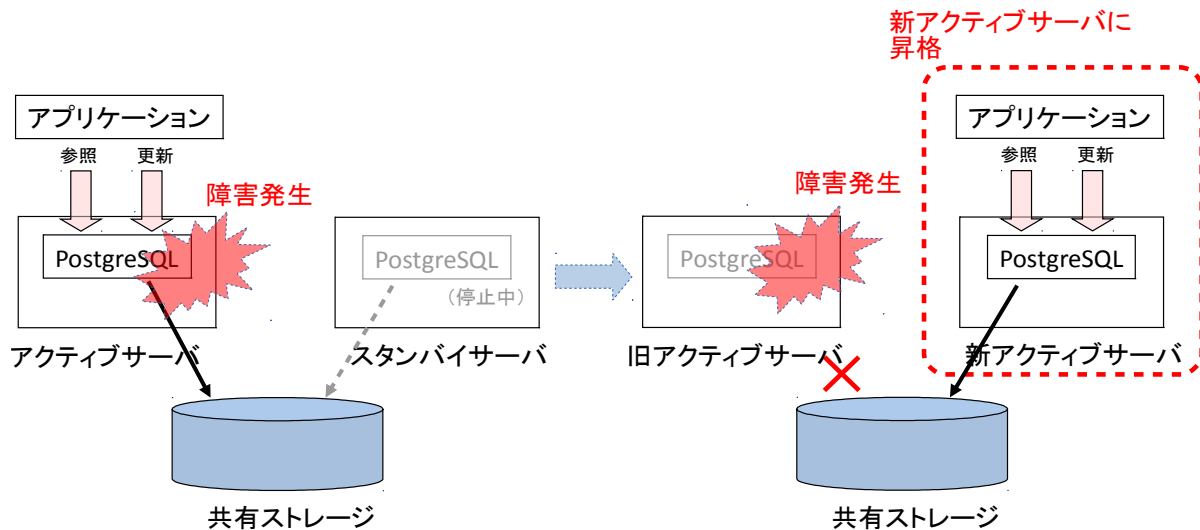 新アクティブサーバに
昇格
アプリケーション
参照
更新
障害発生
PostgreSQL
アクティブサーバ
PostgreSQL
(停止中)
スタンバイサーバ
共有ストレージ
障害発生
PostgreSQL
旧アクティブサーバ
アプリケーション
参照
更新
PostgreSQL
新アクティブサーバ
共有ストレージ